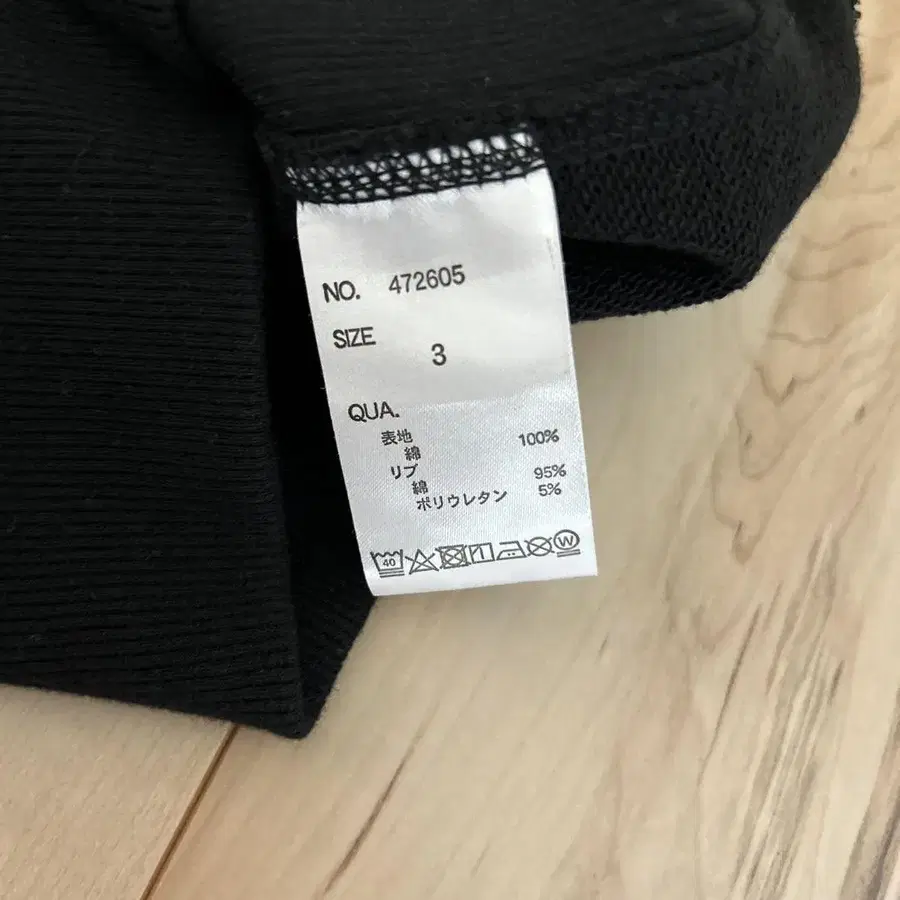 NO. 472605
SIZE
3
QUA.
表地 100%
綿
リブ 95%
綿
ポリウレタン 5%
40 W